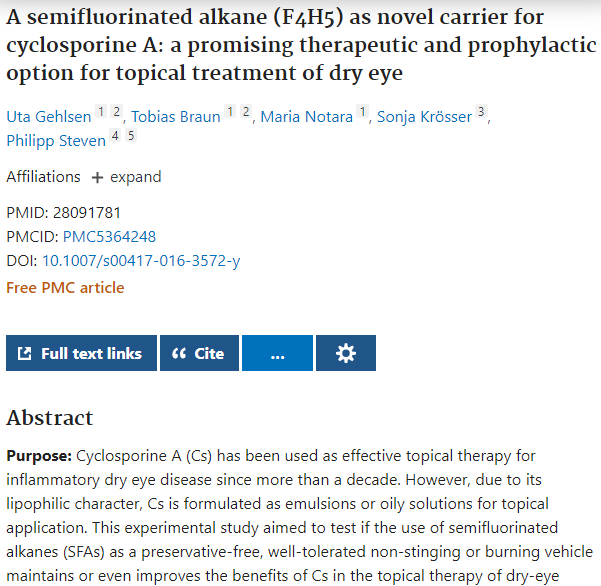 A semifluorinated alkane (F4H5) as novel carrier for
cyclosporine A: a promising therapeutic and prophylactic
option for topical treatment of dry eye
Uta Gehlsen 1 2, Tobias Braun 1 2, Maria Notara 1, Sonja Krösser 3,
Philipp Steven 4 5
Affiliations + expand
PMID: 28091781
PMCID: PMC5364248
DOI: 10.1007/s00417-016-3572-y
Free PMC article
Full text links Cite ...
Abstract
Purpose: Cyclosporine A (Cs) has been used as effective topical therapy for
inflammatory dry eye disease since more than a decade. However, due to its
lipophilic character, Cs is formulated as emulsions or oily solutions for topical
application. This experimental study aimed to test if the use of semifluorinated
alkanes (SFAs) as a preservative-free, well-tolerated non-stinging or burning vehicle
maintains or even improves the benefits of Cs in the topical therapy of dry-eye